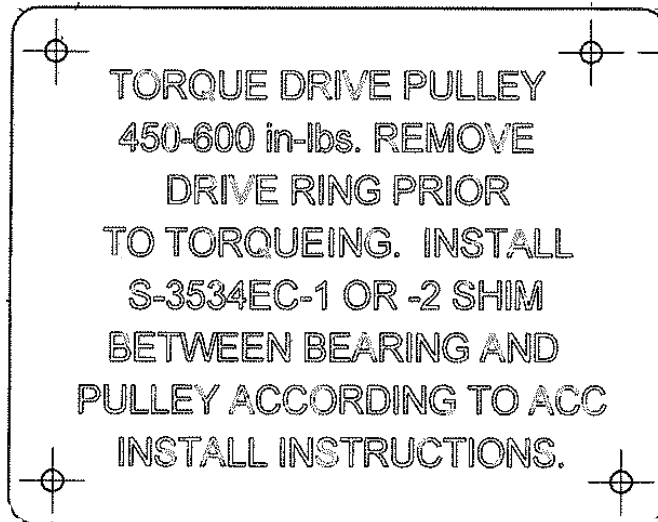 TORQUE DRIVE PULLEY
450-600 in-lbs. REMOVE
DRIVE RING PRIOR
TO TORQUEING.  INSTALL
S-3534EC-1 OR -2 SHIM
BETWEEN BEARING AND
PULLEY ACCORDING TO ACC
INSTALL INSTRUCTIONS.